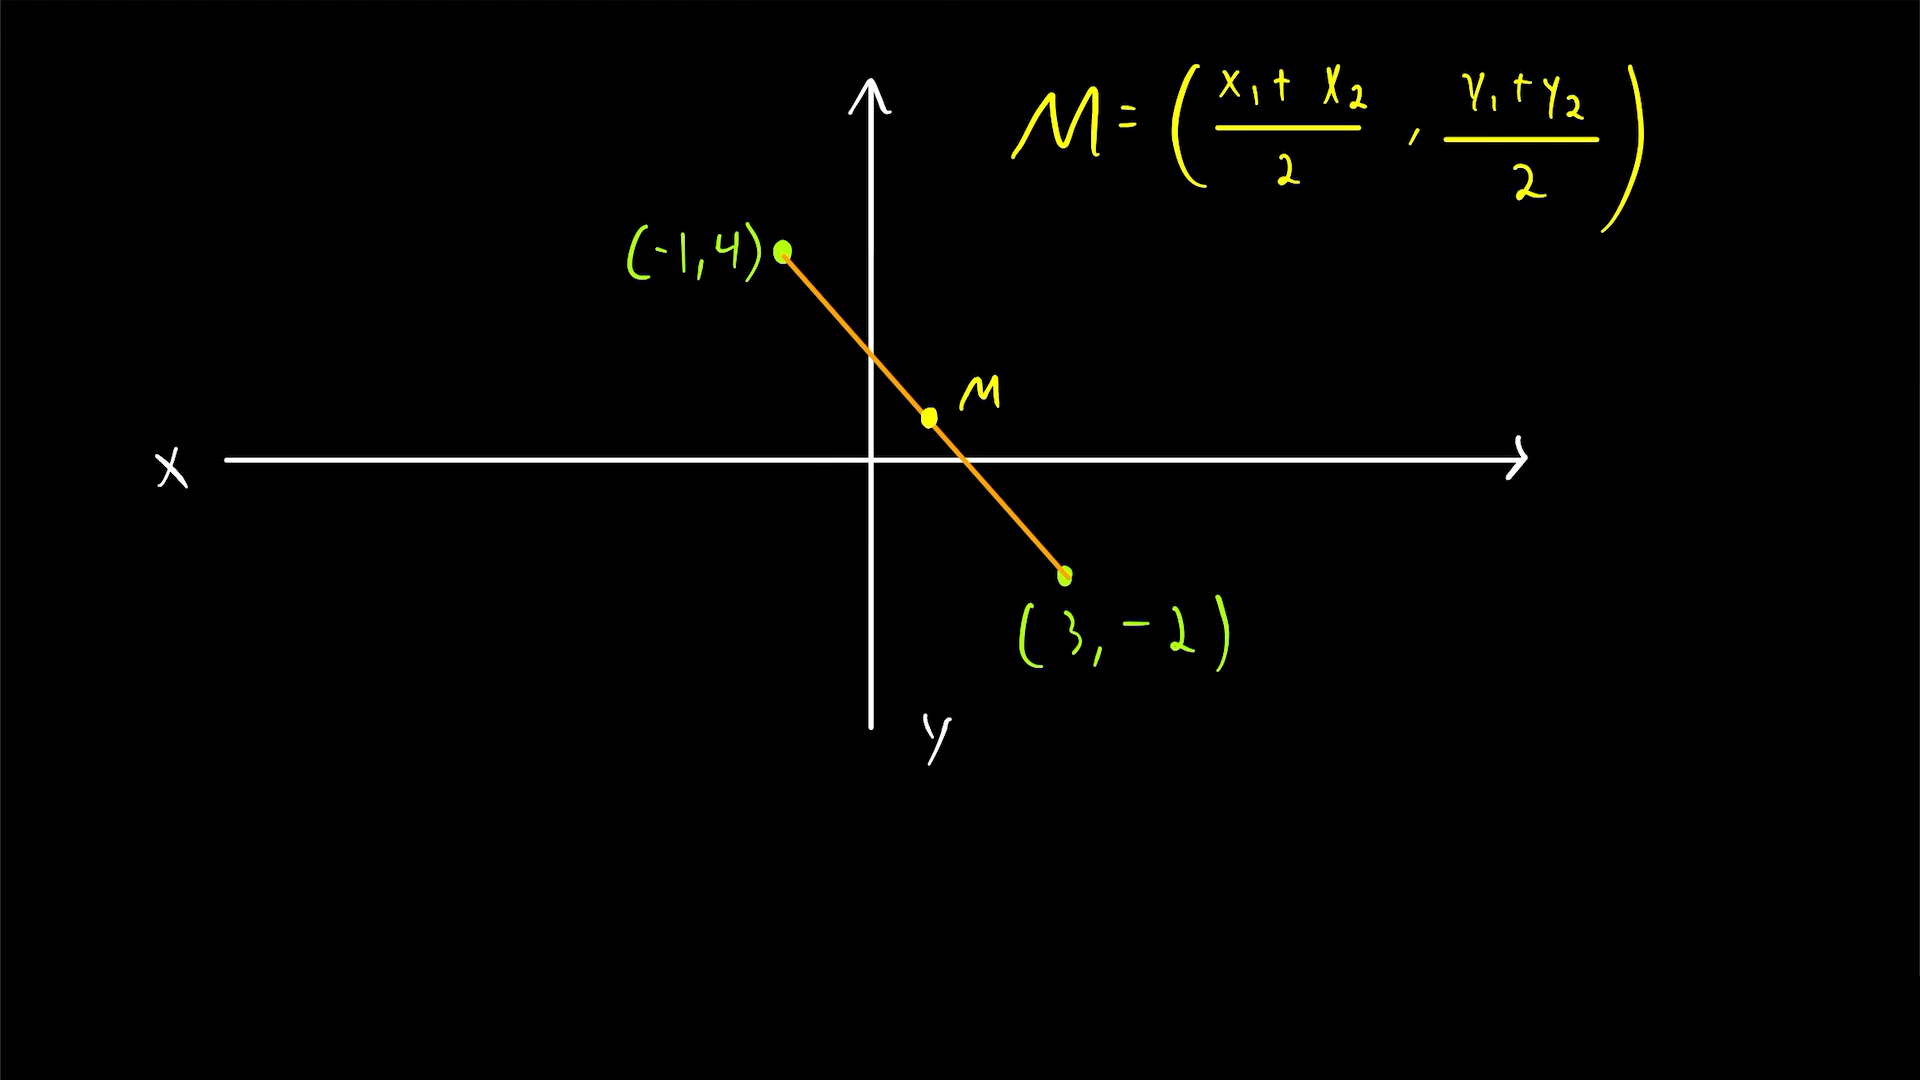 M = ( x₁ + x₂ / 2 , y₁ + y₂ / 2 )
(-1, 4)
M
X
(3, -2)
y